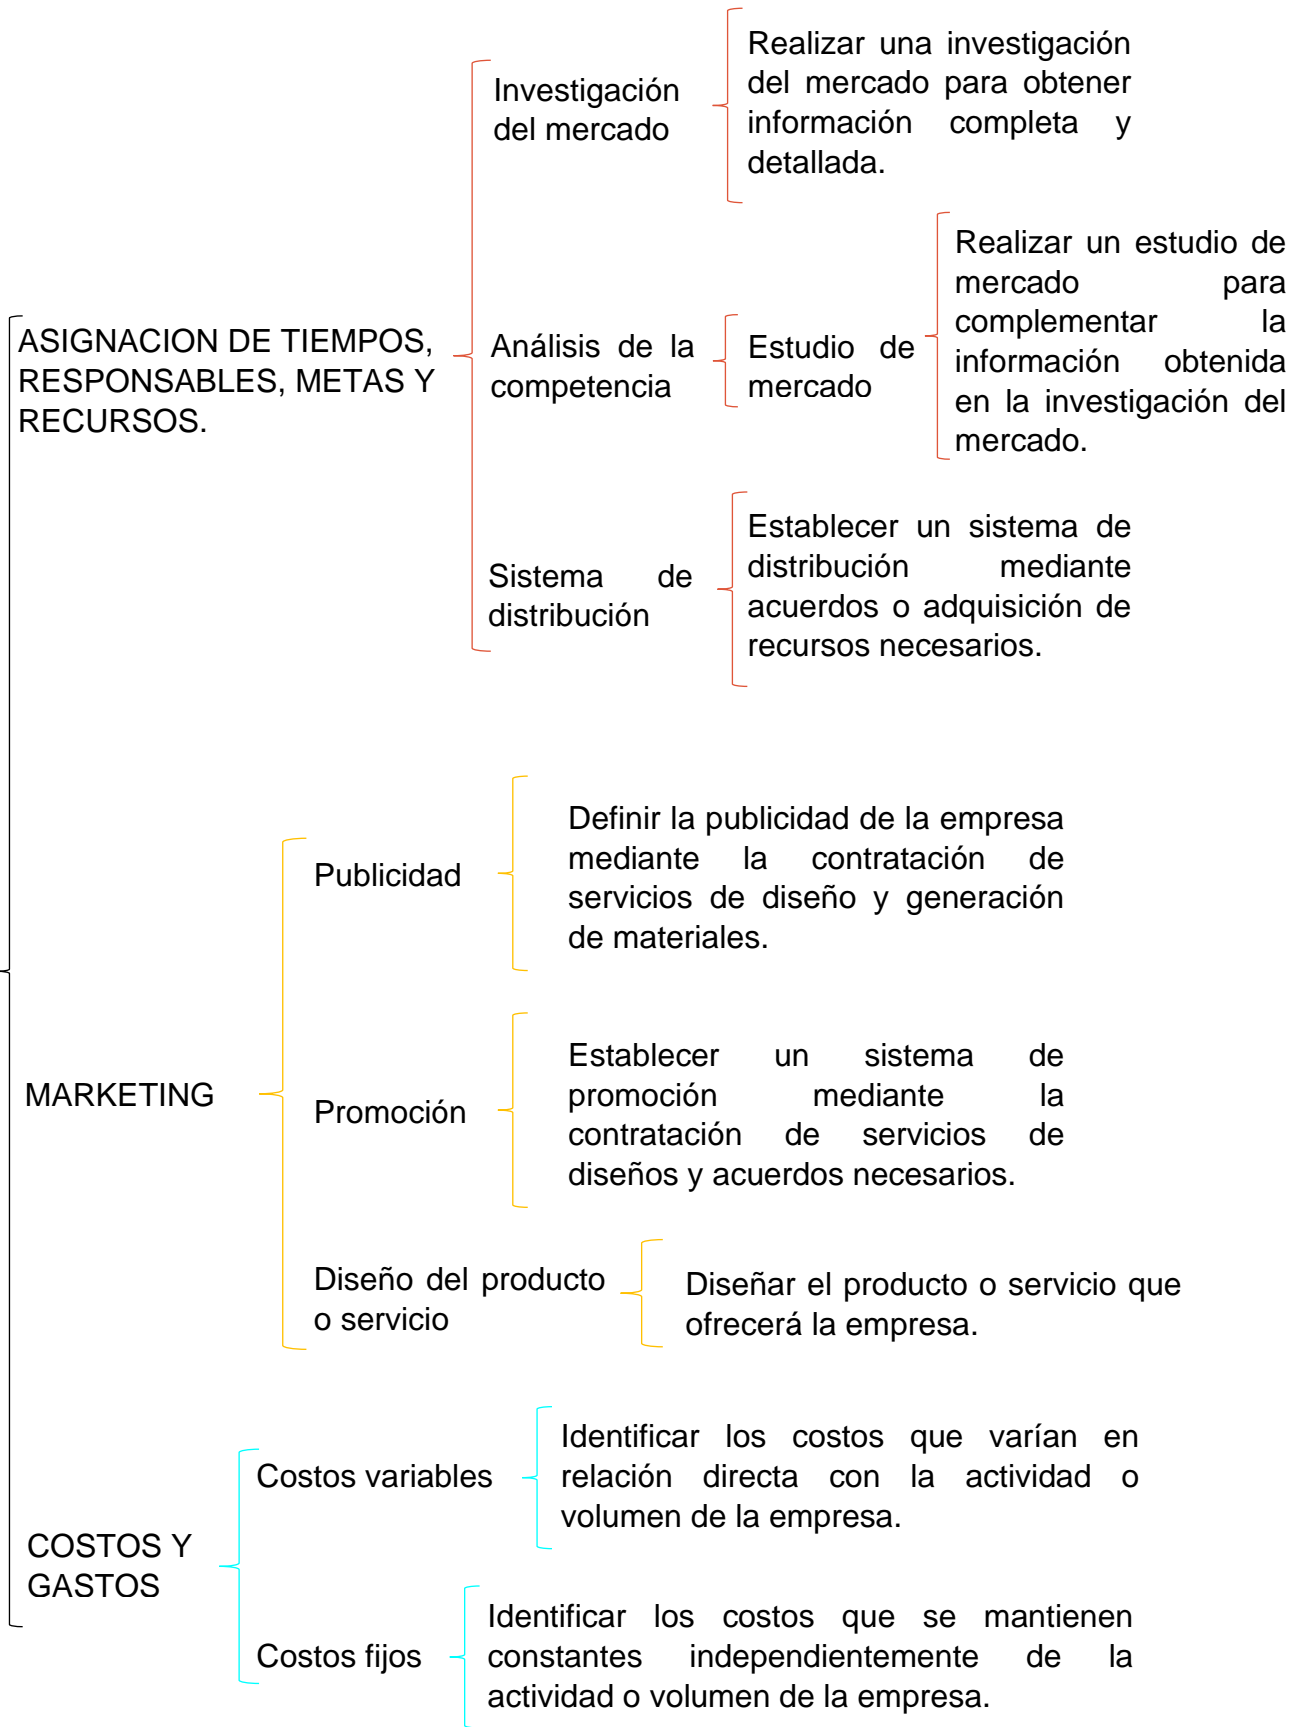 ASIGNACION DE TIEMPOS,
RESPONSABLES, METAS Y
RECURSOS.
Investigación
del mercado
Realizar una investigación
del mercado para obtener
información completa y
detallada.
Análisis de la
competencia
Estudio de
mercado
Realizar un estudio de
mercado para
complementar la
información obtenida
en la investigación del
mercado.
Sistema de
distribución
Establecer un sistema de
distribución mediante
acuerdos o adquisición de
recursos necesarios.
MARKETING
Publicidad
Definir la publicidad de la empresa
mediante la contratación de
servicios de diseño y generación
de materiales.
Promoción
Establecer un sistema de
promoción mediante la
contratación de servicios de
diseños y acuerdos necesarios.
Diseño del producto
o servicio
Diseñar el producto o servicio que
ofrecerá la empresa.
COSTOS Y
GASTOS
Costos variables
Identificar los costos que varían en
relación directa con la actividad o
volumen de la empresa.
Costos fijos
Identificar los costos que se mantienen
constantes independientemente de la
actividad o volumen de la empresa.